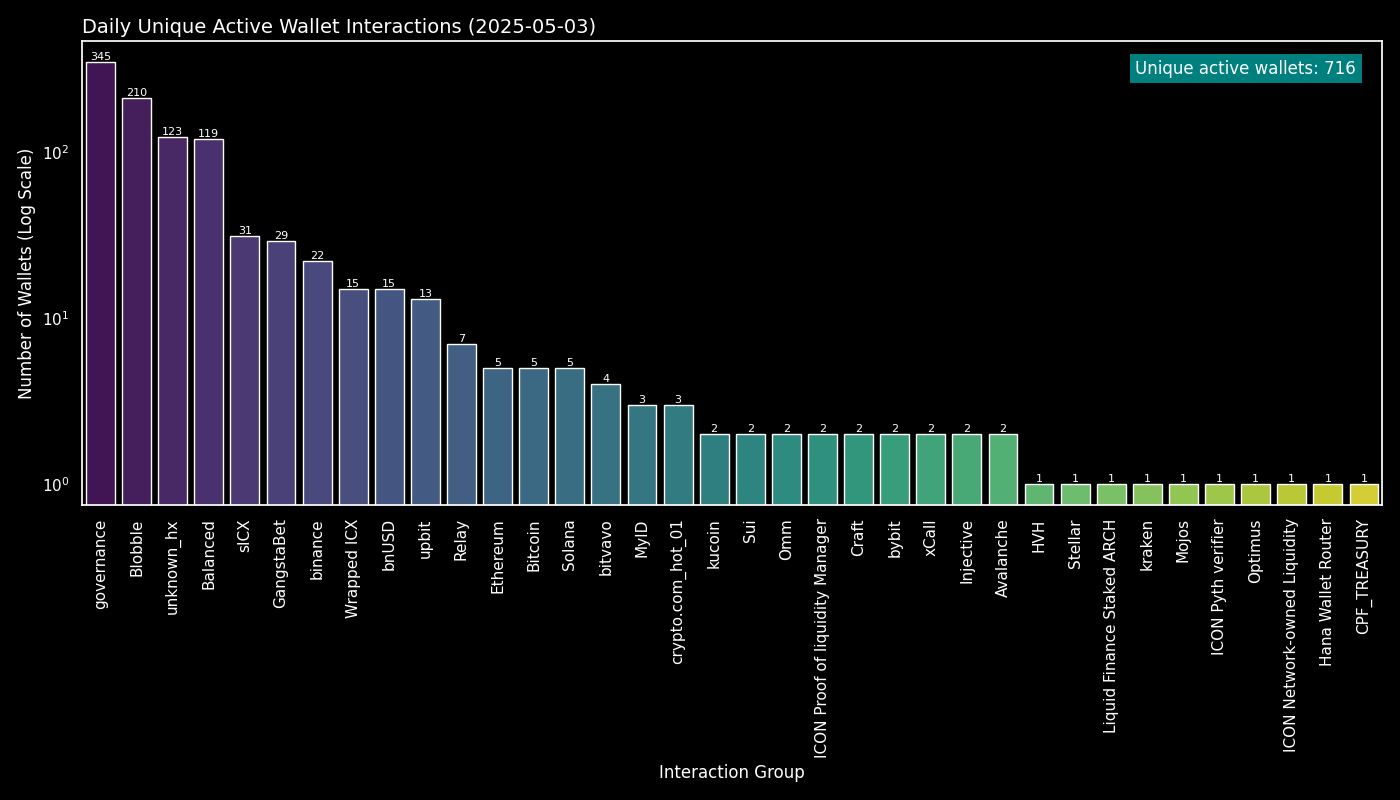 Daily Unique Active Wallet Interactions (2025-05-03)
Unique active wallets: 716
Number of Wallets (Log Scale)
10²
10¹
10⁰
345
210
123
119
31
29
22
15
15
13
7
5
5
5
4
3
3
2
2
2
2
2
2
2
2
2
1
1
1
1
1
1
1
1
1
1
governance
Blobble
unknown_hx
Balanced
sICX
GangstaBet
binance
Wrapped ICX
bnUSD
upbit
Relay
Ethereum
Bitcoin
Solana
bitvavo
MyID
crypto.com_hot_01
kucoin
Sui
Omm
ICON Proof of liquidity Manager
Craft
bybit
xCall
Injective
Avalanche
HVH
Stellar
Liquid Finance Staked ARCH
kraken
Mojos
ICON Pyth verifier
Optimus
ICON Network-owned Liquidity
Hana Wallet Router
CPF_TREASURY
Interaction Group